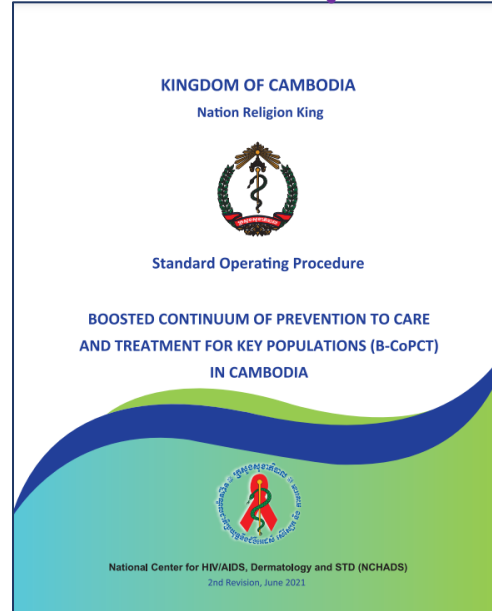 KINGDOM OF CAMBODIA
Nation Religion King
Standard Operating Procedure
BOOSTED CONTINUUM OF PREVENTION TO CARE
AND TREATMENT FOR KEY POPULATIONS (B-CoPCT)
IN CAMBODIA
National Center for HIV/AIDS, Dermatology and STD (NCHADS)
2nd Revision, June 2021